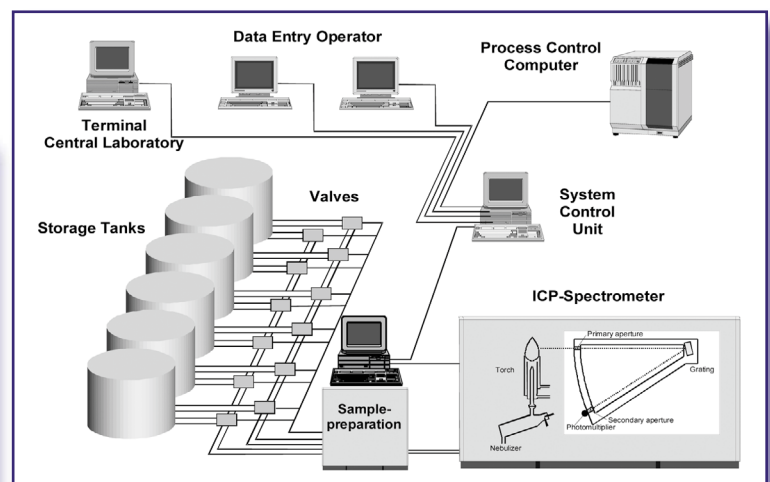 Data Entry Operator
Process Control
Computer
Terminal
Central Laboratory
Valves
Storage Tanks
System
Control
Unit
ICP-Spectrometer
Primary aperture
Torch
Grating
Sample-
preparation
Secondary aperture
Photomultiplier
Nebulizer